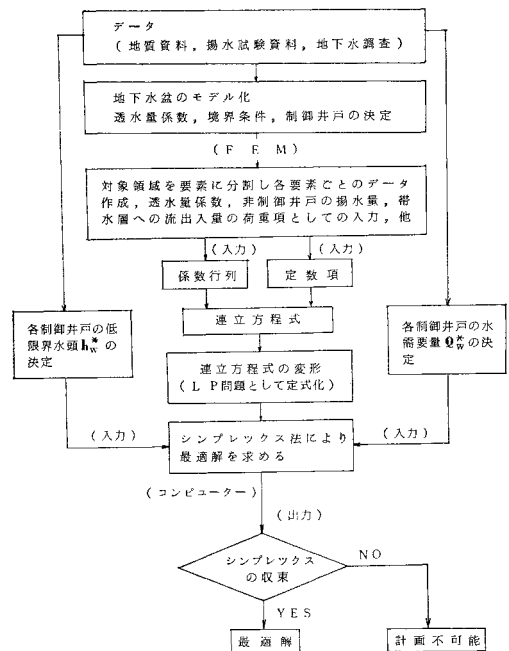 データ
(地質資料,揚水試験資料,地下水調査)
地下水盆のモデル化
透水量係数,境界条件,制御井戸の決定
(FEM)
対象領域を要素に分割し各要素ごとのデータ
作成,透水量係数,非制御井戸の揚水量,帯
水層への流出入量の荷重項としての入力,他
(入力)
(入力)
係数行列
定数項
連立方程式
各制御井戸の低
限界水頭h*wの
決定
各制御井戸の水
需要量Q*wの決
定
連立方程式の変形
(LP問題として定式化)
(入力)
(入力)
シンプレックス法により
最適解を求める
(コンピューター)
(出力)
シンプレックス
の収束
NO
YES
最適解
計画不可能